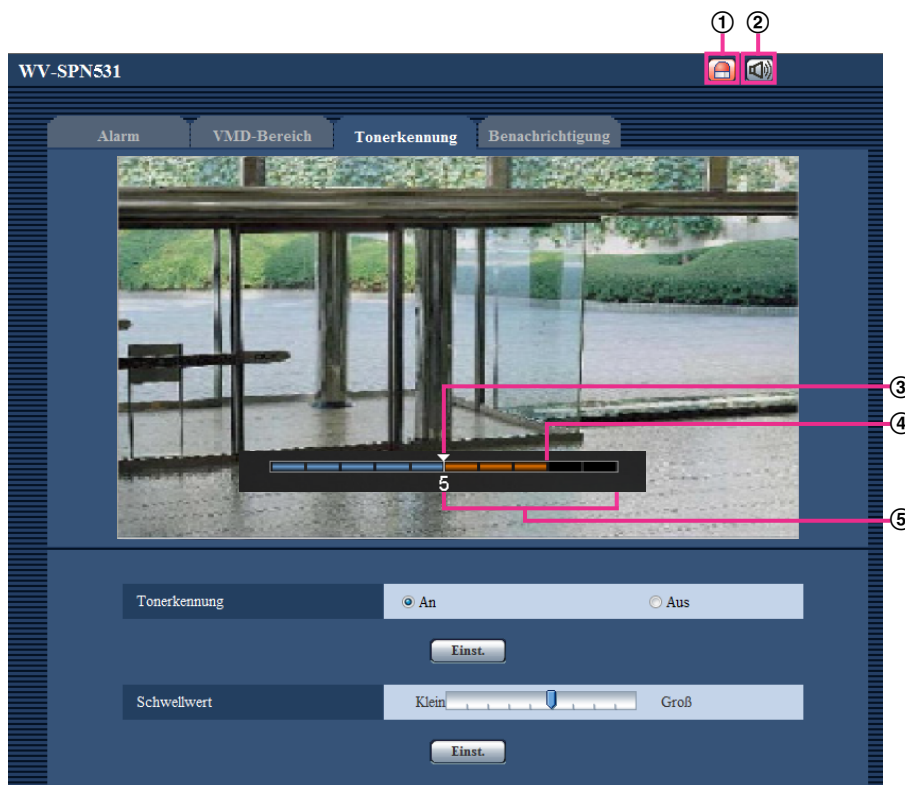 ① ②
WV-SPN531
Alarm VMD-Bereich Tonerkennung Benachrichtigung
③
④
5
⑤
Tonerkennung An Aus
Einst.
Schwellwert Klein Groß
Einst.